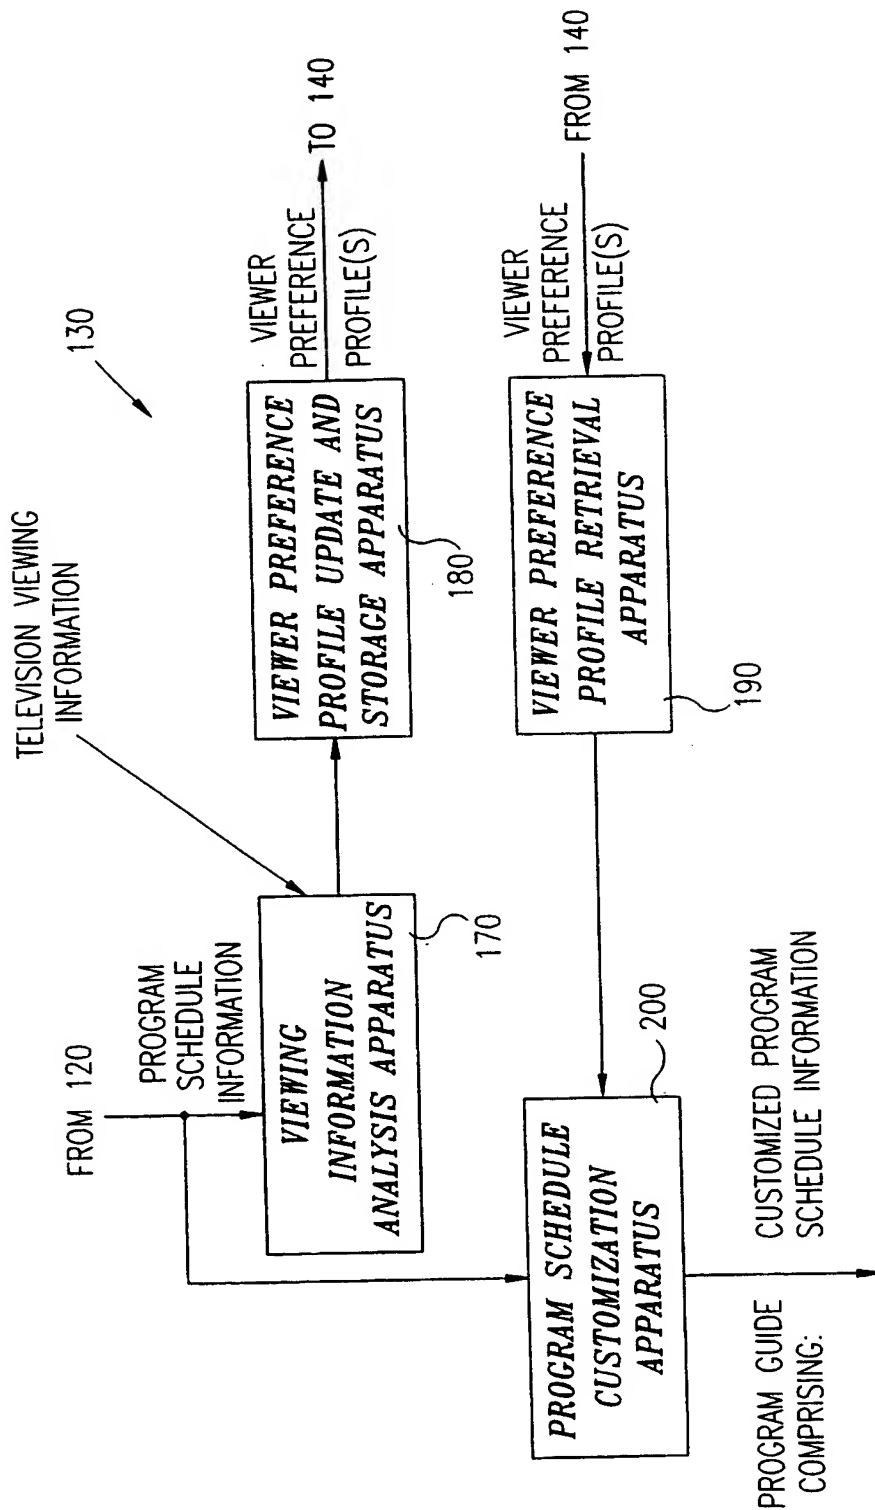 130
TELEVISION VIEWING
INFORMATION
FROM 120
PROGRAM
SCHEDULE
INFORMATION
VIEWING
INFORMATION
ANALYSIS APPARATUS
170
VIEWER PREFERENCE
PROFILE UPDATE AND
STORAGE APPARATUS
180
VIEWER
PREFERENCE
PROFILE(S)
TO 140
PROGRAM SCHEDULE
CUSTOMIZATION
APPARATUS
200
VIEWER PREFERENCE
PROFILE RETRIEVAL
APPARATUS
190
VIEWER
PREFERENCE
PROFILE(S)
FROM 140
PROGRAM GUIDE
COMPRISING:
CUSTOMIZED PROGRAM
SCHEDULE INFORMATION